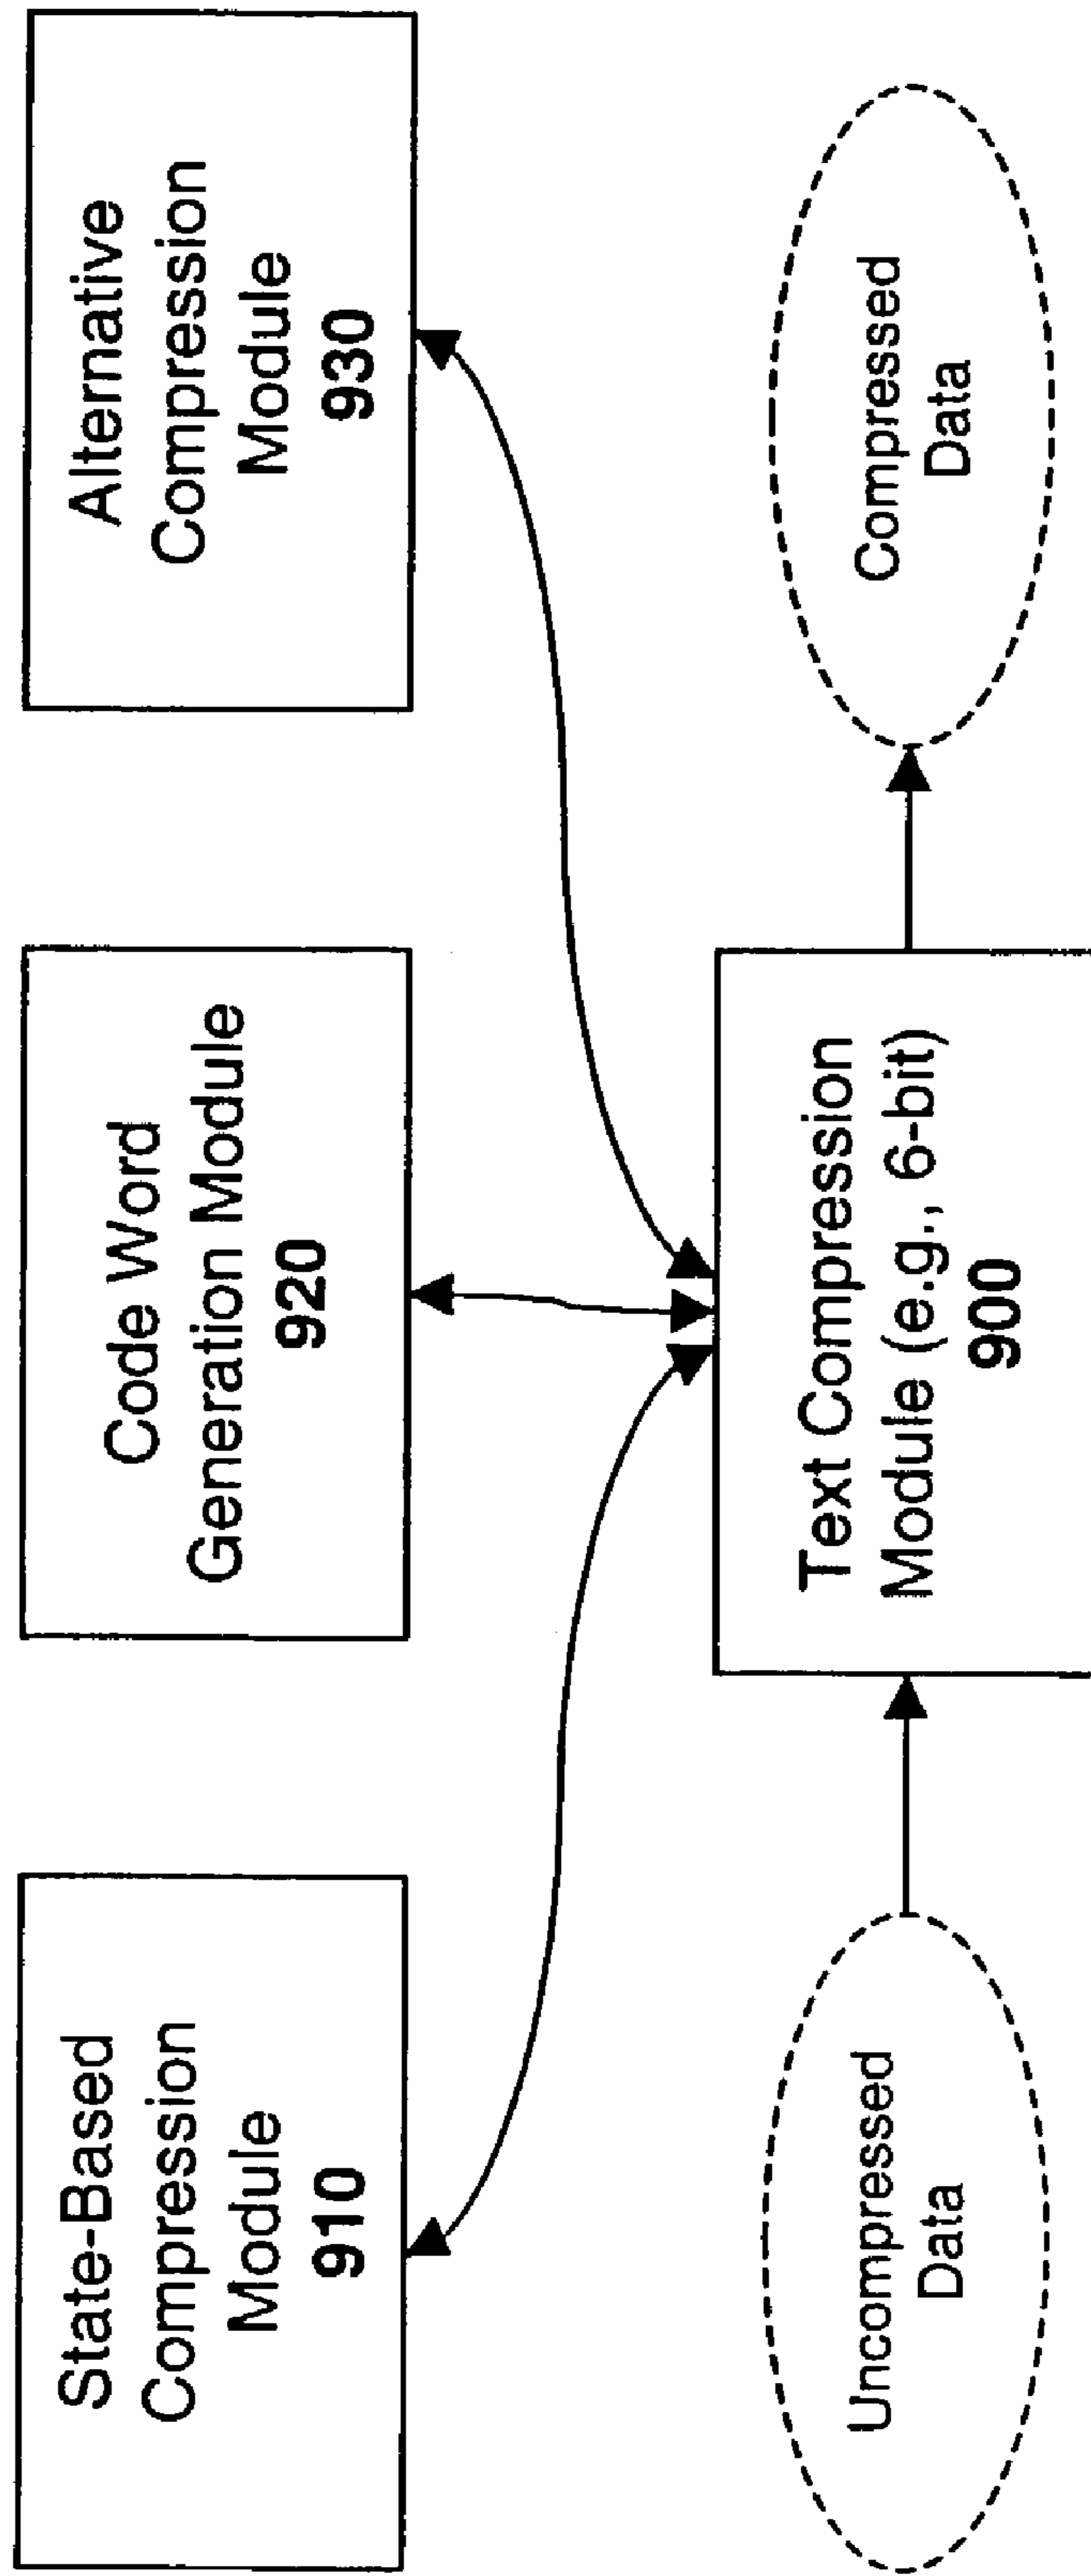 State-Based
Compression
Module
910
Code Word
Generation Module
920
Alternative
Compression
Module
930
Uncompressed
Data
Text Compression
Module (e.g., 6-bit)
900
Compressed
Data